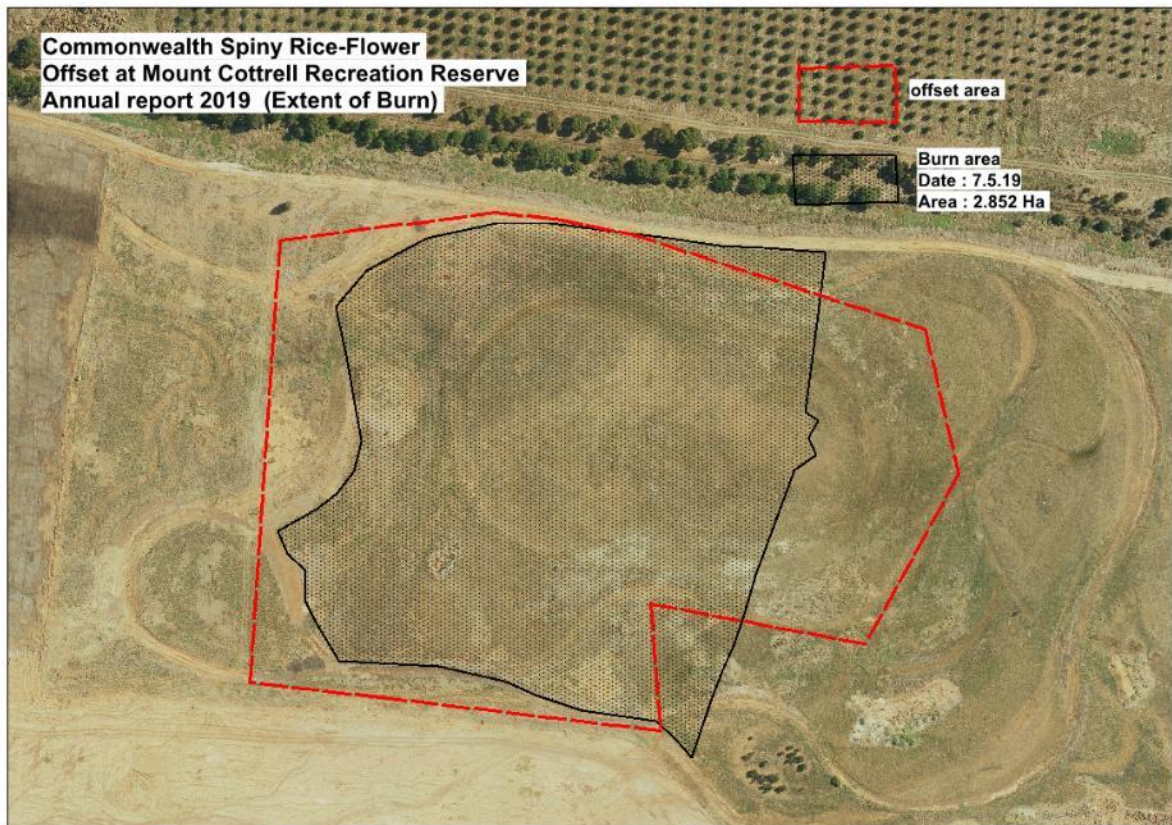 Commonwealth Spiny Rice-Flower
Offset at Mount Cottrell Recreation Reserve
Annual report 2019  (Extent of Burn)
offset area
Burn area
Date : 7.5.19
Area : 2.852 Ha